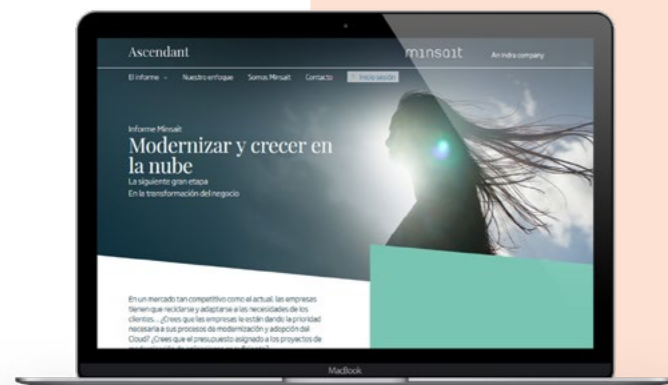 Ascendant
minsait
An Indra company
El informe
Nuestro enfoque
Somos Minsait
Contacto
Inicio sesión
Informe Minsait
Modernizar y crecer en
la nube
La siguiente gran etapa
En la transformación del negocio
En un mercado tan competitivo como el actual, las empresas
tienen que reciclarse y adaptarse a las necesidades de los
clientes... ¿Crees que las empresas le están dando la prioridad
necesaria a sus procesos de modernización y adopción del
Cloud? ¿Crees que el presupuesto asignado a los proyectos de
MacBook